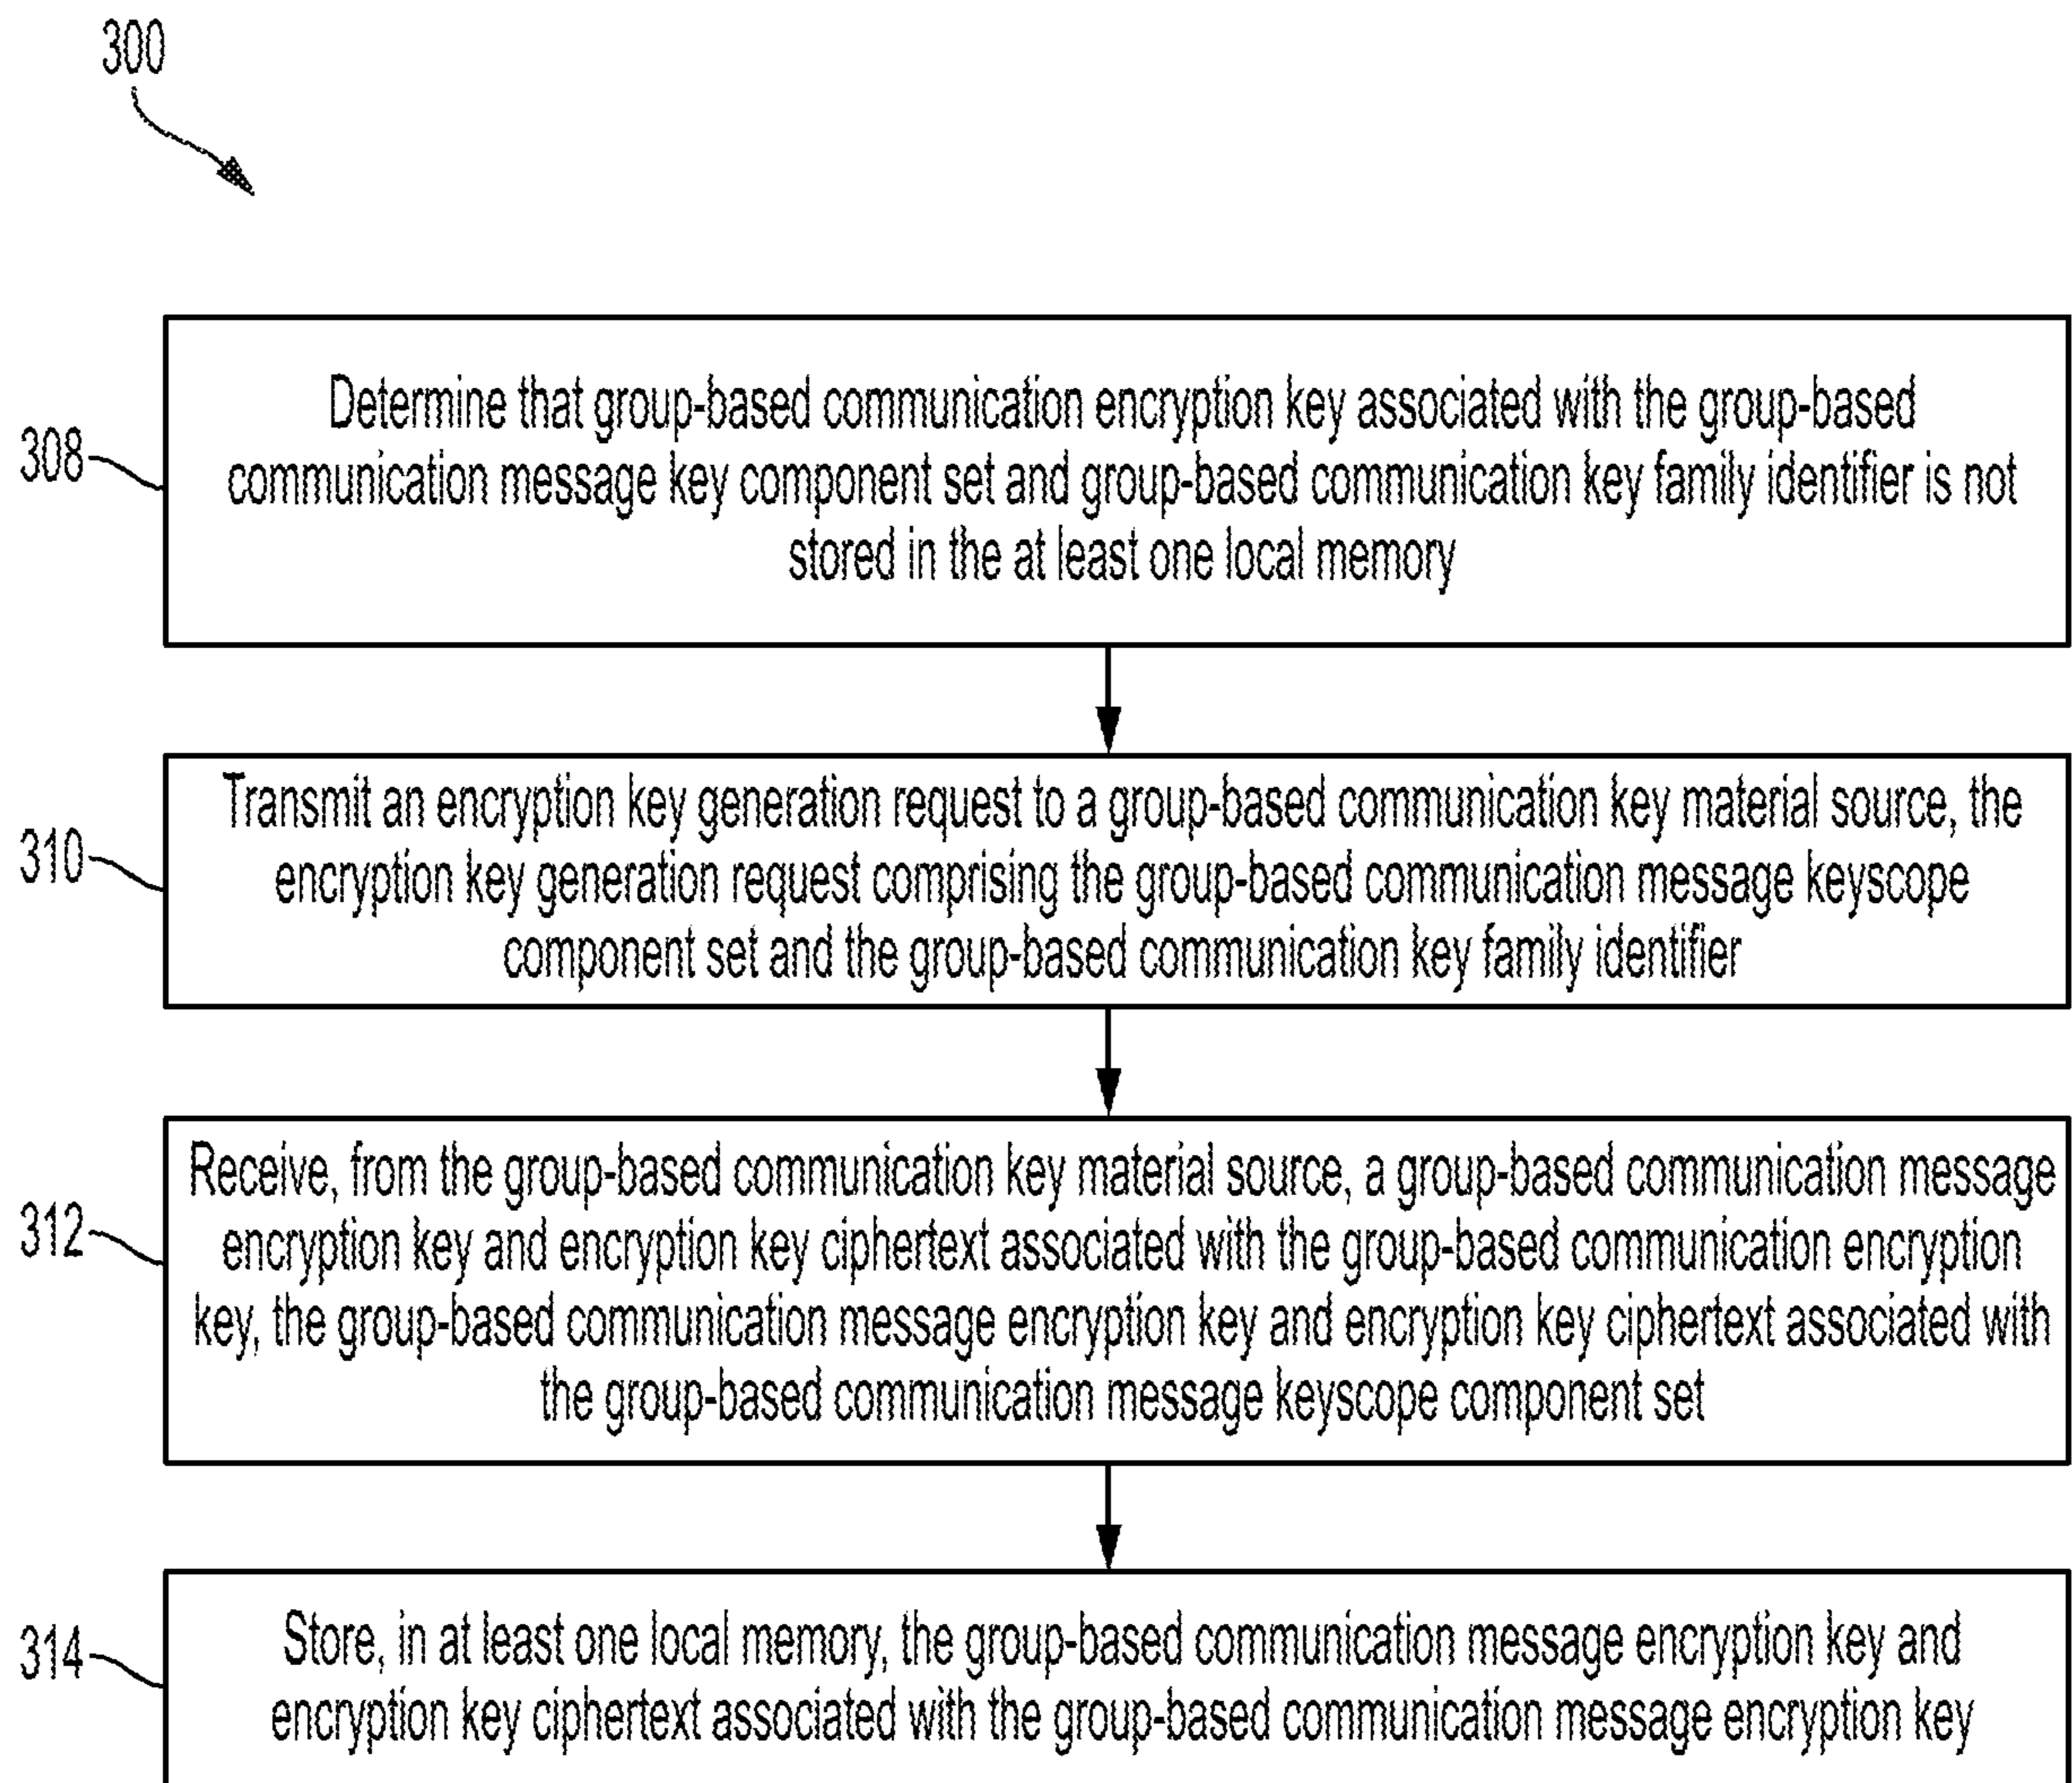 300
308
Determine that group-based communication encryption key associated with the group-based
communication message key component set and group-based communication key family identifier is not
stored in the at least one local memory
310
Transmit an encryption key generation request to a group-based communication key material source, the
encryption key generation request comprising the group-based communication message keyscope
component set and the group-based communication key family identifier
312
Receive, from the group-based communication key material source, a group-based communication message
encryption key and encryption key ciphertext associated with the group-based communication encryption
key, the group-based communication message encryption key and encryption key ciphertext associated with
the group-based communication message keyscope component set
314
Store, in at least one local memory, the group-based communication message encryption key and
encryption key ciphertext associated with the group-based communication message encryption key